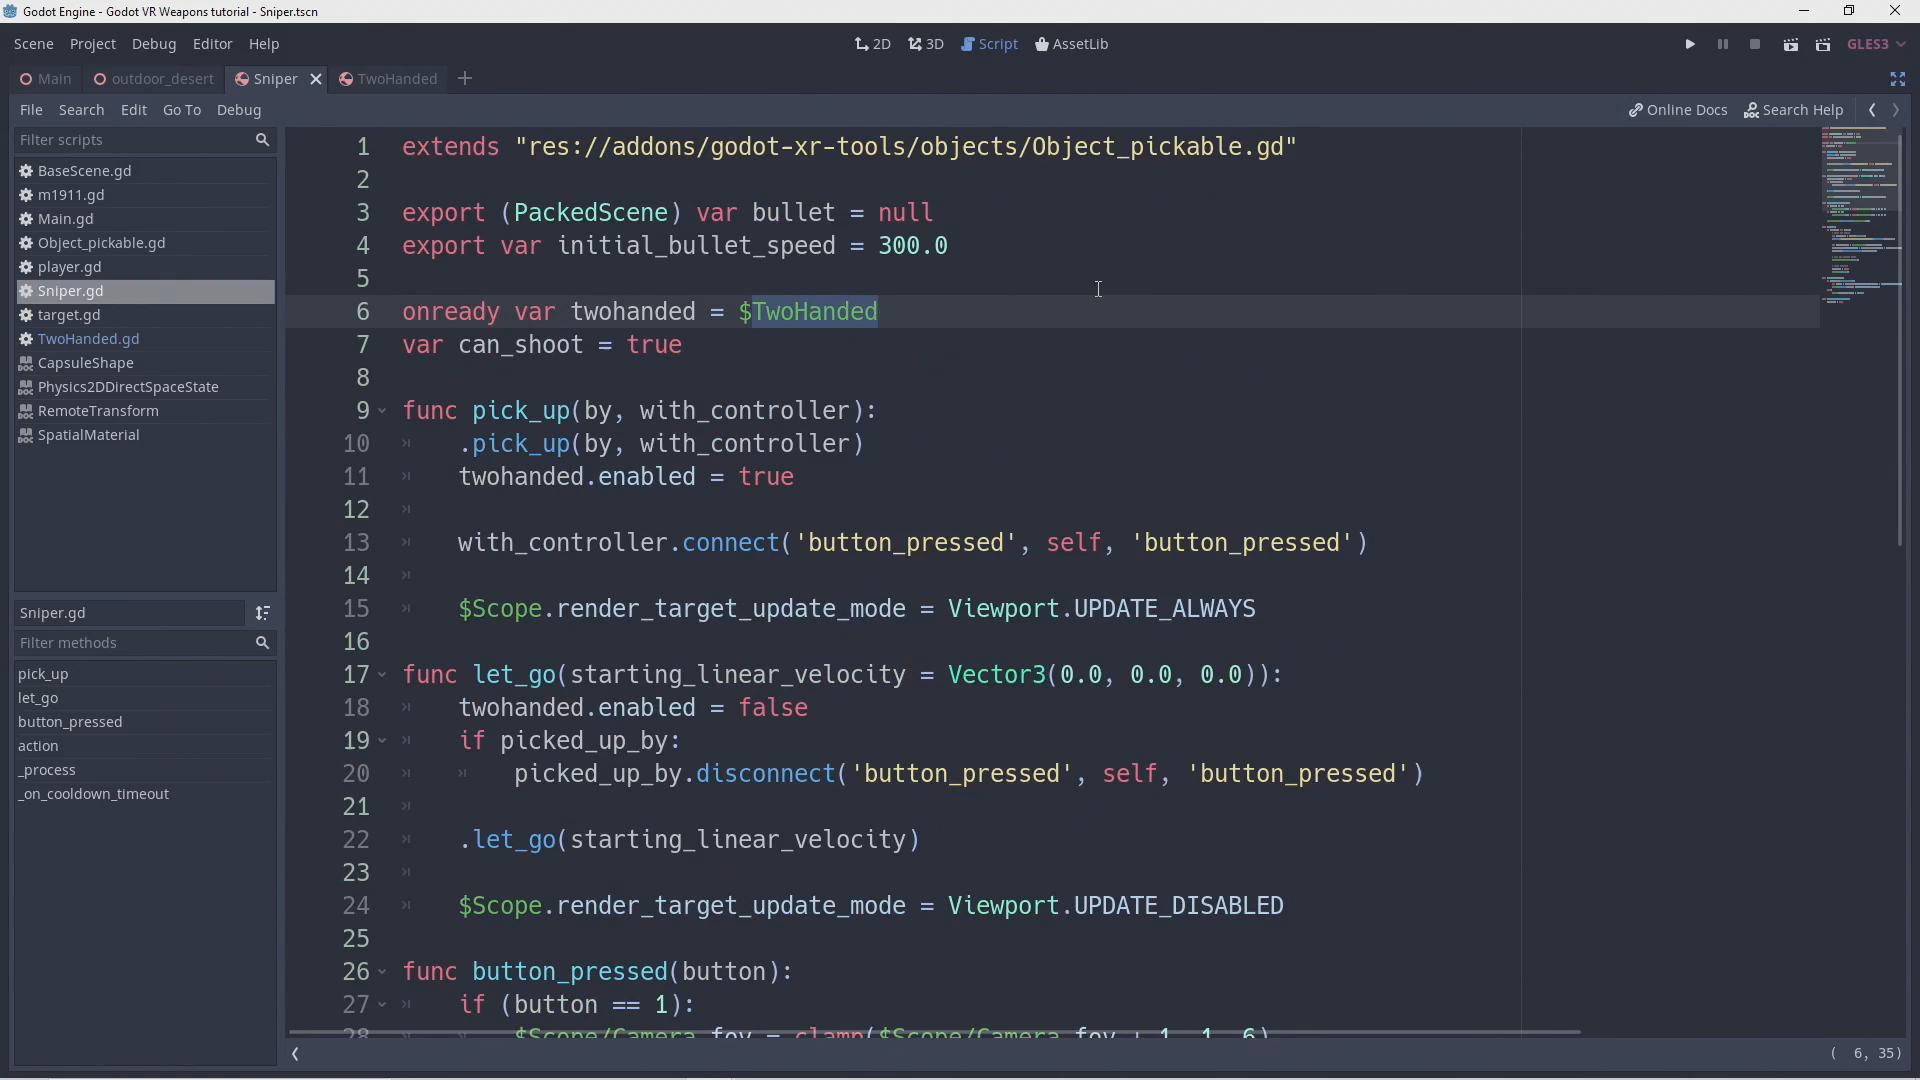 Godot Engine - Godot VR Weapons tutorial - Sniper.tscn
Scene Project Debug Editor Help 2D 3D Script AssetLib GLES3
Main outdoor_desert Sniper TwoHanded
File Search Edit Go To Debug Online Docs Search Help
Filter scripts
BaseScene.gd
m1911.gd
Main.gd
Object_pickable.gd
player.gd
Sniper.gd
target.gd
TwoHanded.gd
CapsuleShape
Physics2DDirectSpaceState
RemoteTransform
SpatialMaterial
Sniper.gd
Filter methods
pick_up
let_go
button_pressed
action
_process
_on_cooldown_timeout
1 extends "res://addons/godot-xr-tools/objects/Object_pickable.gd"
2
3 export (PackedScene) var bullet = null
4 export var initial_bullet_speed = 300.0
5
6 onready var twohanded = $TwoHanded
7 var can_shoot = true
8
9 func pick_up(by, with_controller):
10 .pick_up(by, with_controller)
11 twohanded.enabled = true
12
13 with_controller.connect('button_pressed', self, 'button_pressed')
14
15 $Scope.render_target_update_mode = Viewport.UPDATE_ALWAYS
16
17 func let_go(starting_linear_velocity = Vector3(0.0, 0.0, 0.0)):
18 twohanded.enabled = false
19 if picked_up_by:
20 picked_up_by.disconnect('button_pressed', self, 'button_pressed')
21
22 .let_go(starting_linear_velocity)
23
24 $Scope.render_target_update_mode = Viewport.UPDATE_DISABLED
25
26 func button_pressed(button):
27 if (button == 1):
28 $Scope/Camera.fov = clamp($Scope/Camera.fov + 1, 1, 6)
( 6, 35)